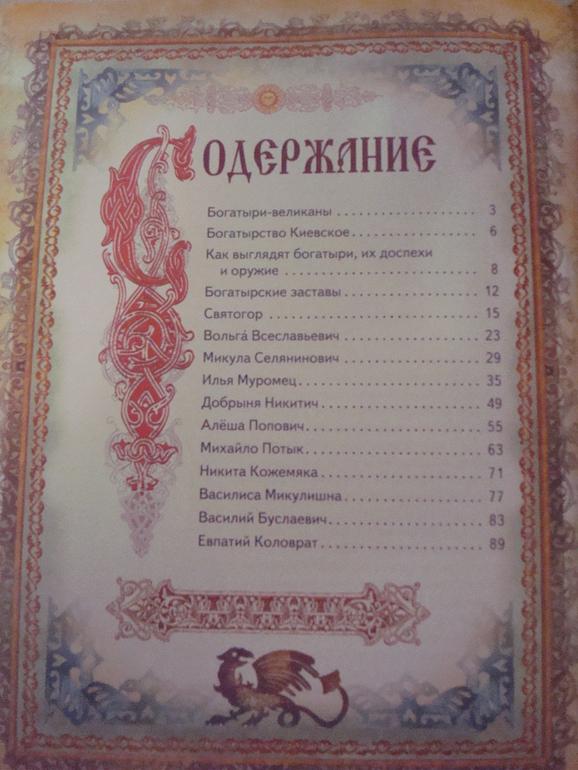 СОДЕРЖАНИЕ
Богатыри-великаны . . . . . . . . . . . . . . . . . 3
Богатырство Киевское . . . . . . . . . . . . . . . 6
Как выглядят богатыри, их доспехи
и оружие . . . . . . . . . . . . . . . . . . . . . . . 8
Богатырские заставы . . . . . . . . . . . . . . . . 12
Святогор . . . . . . . . . . . . . . . . . . . . . . . . 15
Вольга́ Всеславьевич . . . . . . . . . . . . . . . . 23
Микула Селянинович . . . . . . . . . . . . . . . . 29
Илья Муромец . . . . . . . . . . . . . . . . . . . . . 35
Добрыня Никитич . . . . . . . . . . . . . . . . . . . 49
Алёша Попович . . . . . . . . . . . . . . . . . . . . 55
Михайло Потык . . . . . . . . . . . . . . . . . . . . 63
Никита Кожемяка . . . . . . . . . . . . . . . . . . . 71
Василиса Микулишна . . . . . . . . . . . . . . . . 77
Василий Буслаевич . . . . . . . . . . . . . . . . . . 83
Евпатий Коловрат . . . . . . . . . . . . . . . . . . . 89